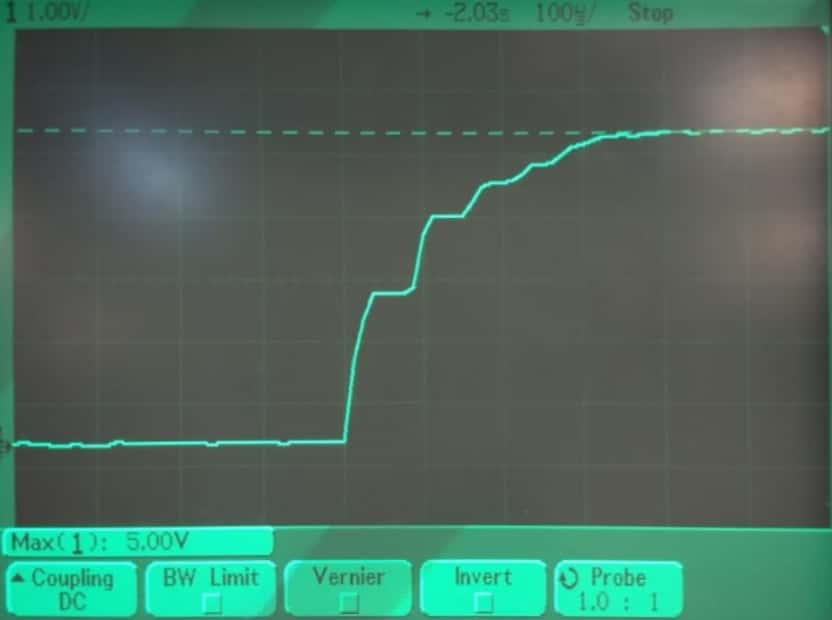 1 1.00V/ → -2.03s 100㎲/ Stop
Max(1): 5.00V
Coupling BW Limit Vernier Invert Probe
DC 1.0 : 1